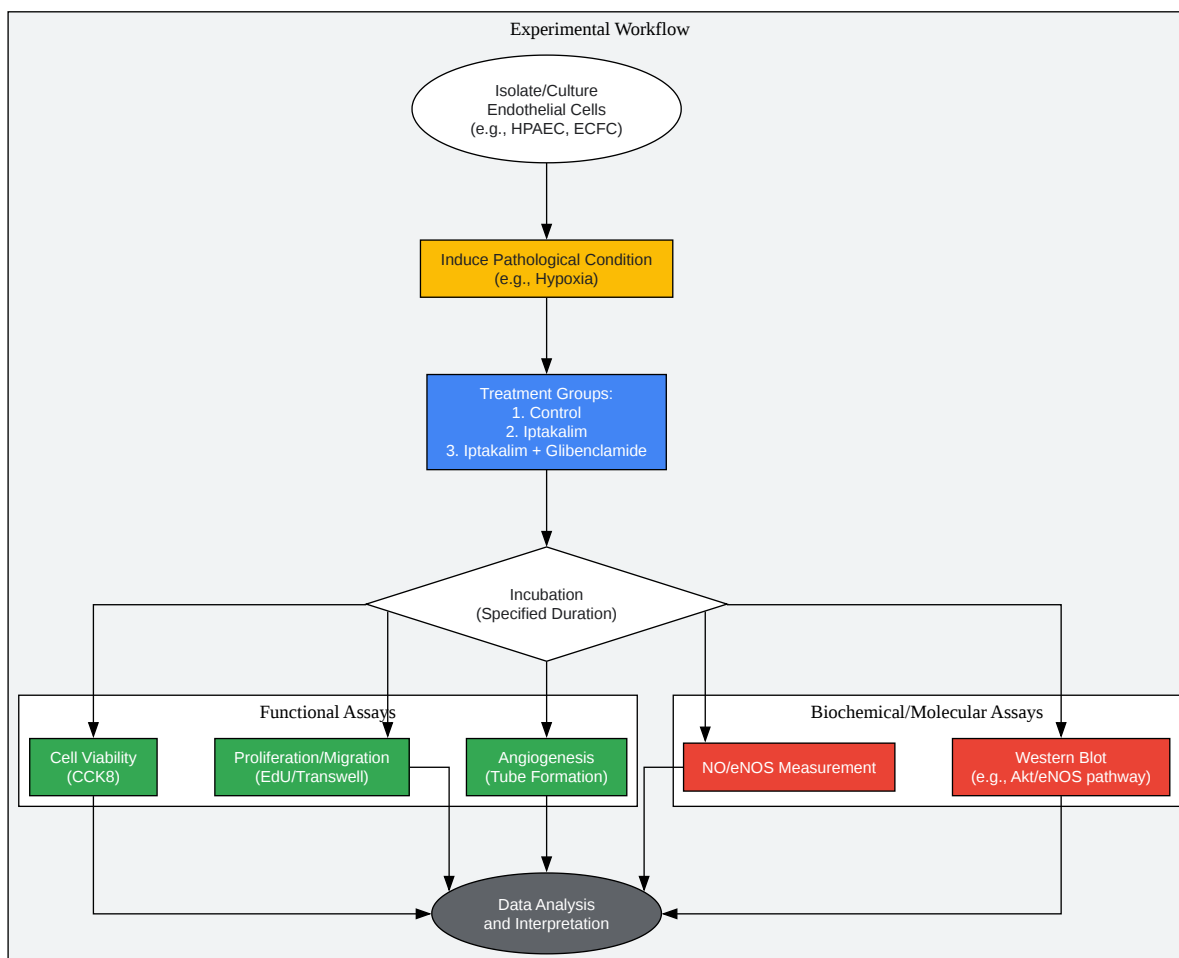 Experimental Workflow
Isolate/Culture
Endothelial Cells
(e.g., HPAEC, ECFC)
Induce Pathological Condition
(e.g., Hypoxia)
Treatment Groups:
1. Control
2. Iptakalim
3. Iptakalim + Glibenclamide
Incubation
(Specified Duration)
Functional Assays
Cell Viability
(CCK8)
Proliferation/Migration
(EdU/Transwell)
Angiogenesis
(Tube Formation)
Biochemical/Molecular Assays
NO/eNOS Measurement
Western Blot
(e.g., Akt/eNOS pathway)
Data Analysis
and Interpretation